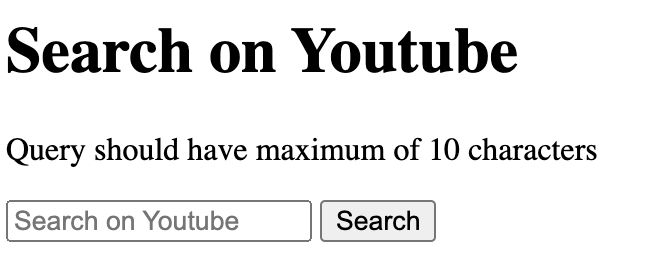 Search on Youtube
Query should have maximum of 10 characters
Search on Youtube Search